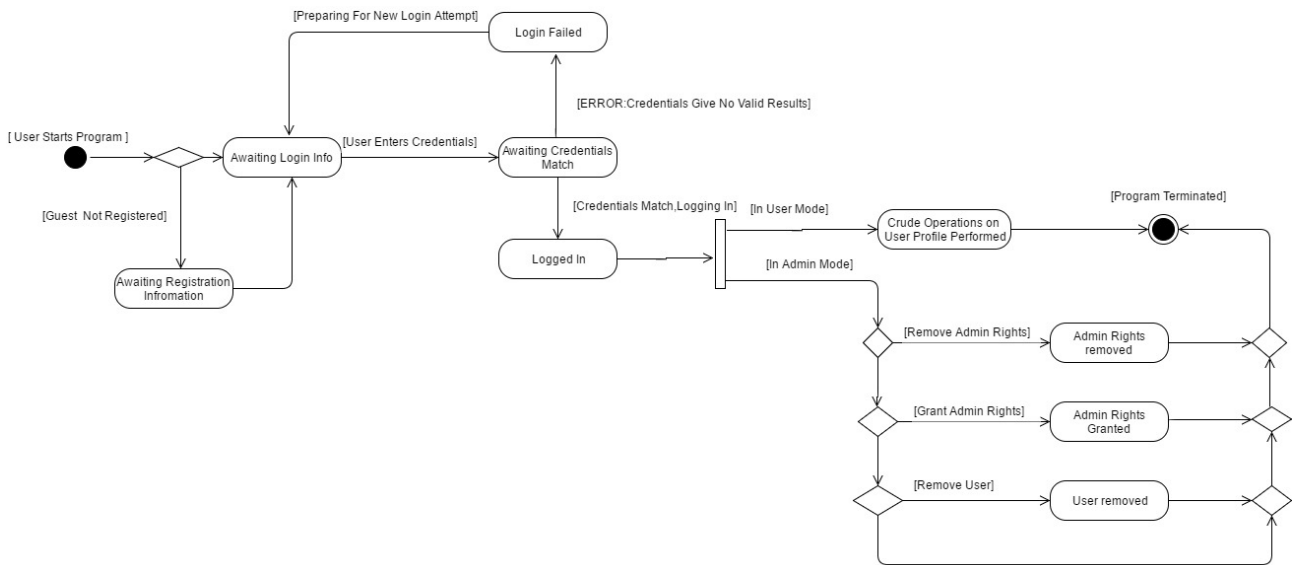 [Preparing For New Login Attempt]
Login Failed
[ERROR:Credentials Give No Valid Results]
[ User Starts Program ]
[User Enters Credentials]
Awaiting Login Info
Awaiting Credentials
Match
[Guest  Not Registered]
[Credentials Match,Logging In]
[In User Mode]
Crude Operations on
User Profile Performed
[Program Terminated]
Logged In
[In Admin Mode]
Awaiting Registration
Infromation
[Remove Admin Rights]
Admin Rights
removed
[Grant Admin Rights]
Admin Rights
Granted
[Remove User]
User removed